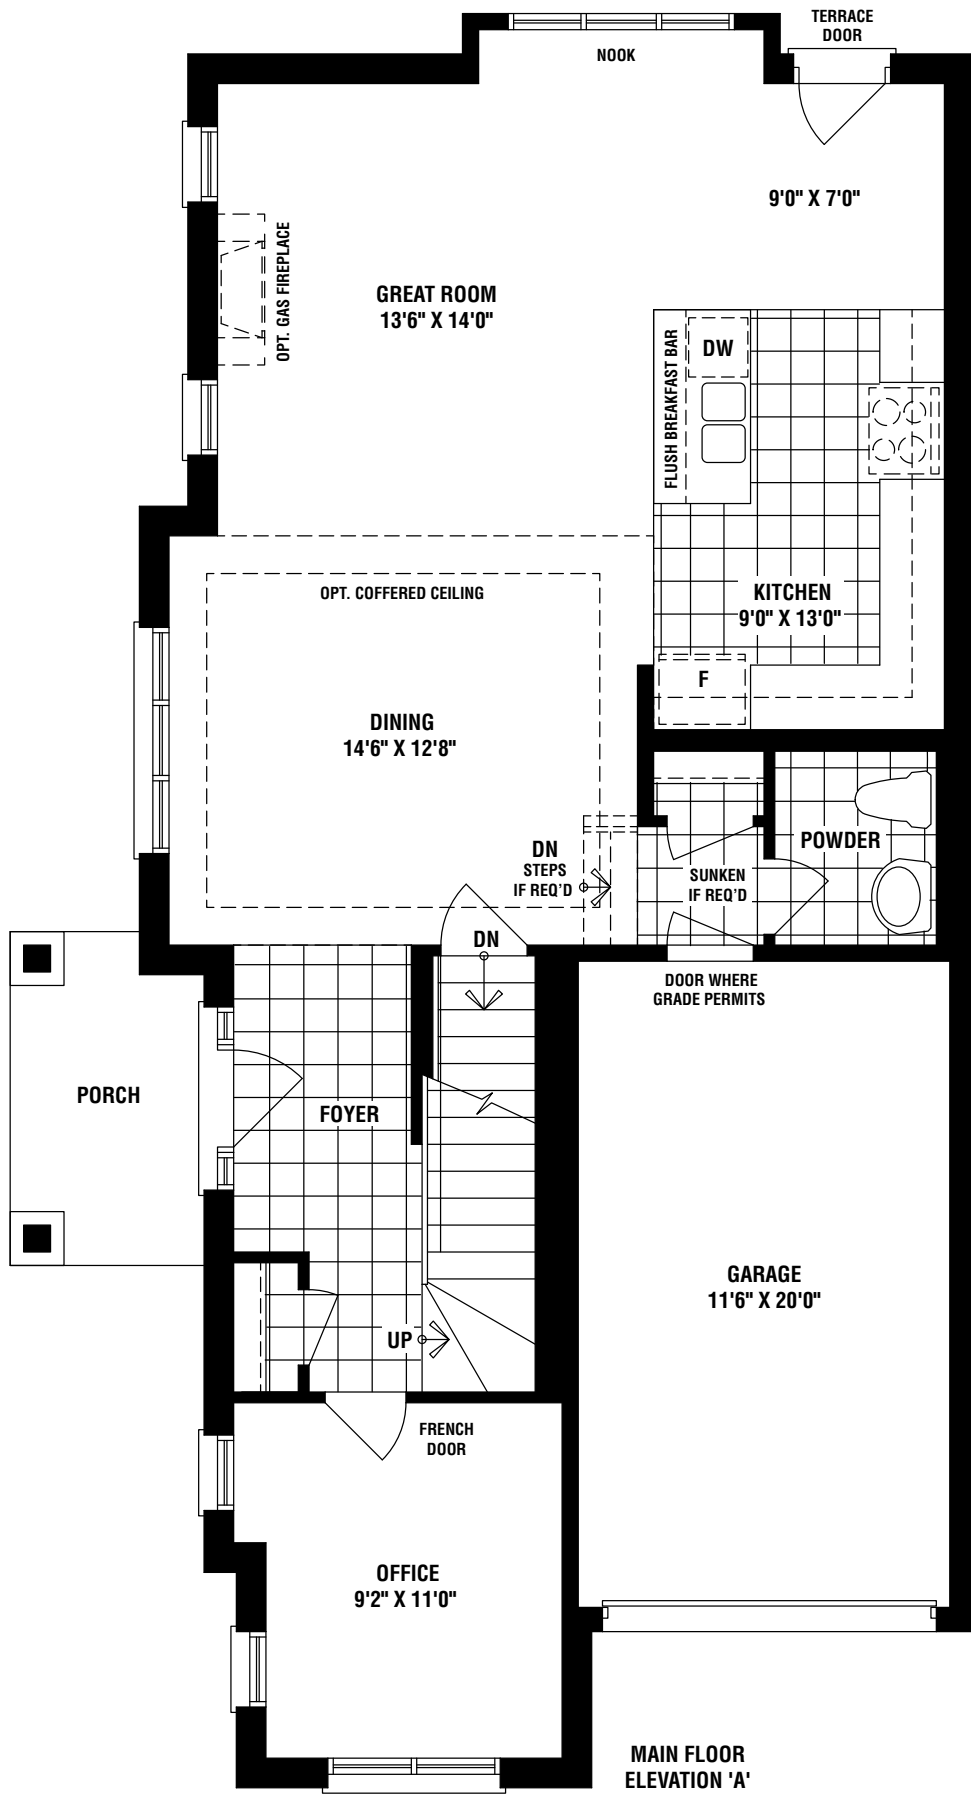 TERRACE
DOOR
NOOK
9'0" X 7'0"
OPT. GAS FIREPLACE
GREAT ROOM
13'6" X 14'0"
DW
FLUSH BREAKFAST BAR
OPT. COFFERED CEILING
KITCHEN
9'0" X 13'0"
F
DINING
14'6" X 12'8"
DN
STEPS
IF REQ'D
SUNKEN
IF REQ'D
POWDER
DN
DOOR WHERE
GRADE PERMITS
PORCH
FOYER
GARAGE
11'6" X 20'0"
UP
FRENCH
DOOR
OFFICE
9'2" X 11'0"
MAIN FLOOR
ELEVATION 'A'